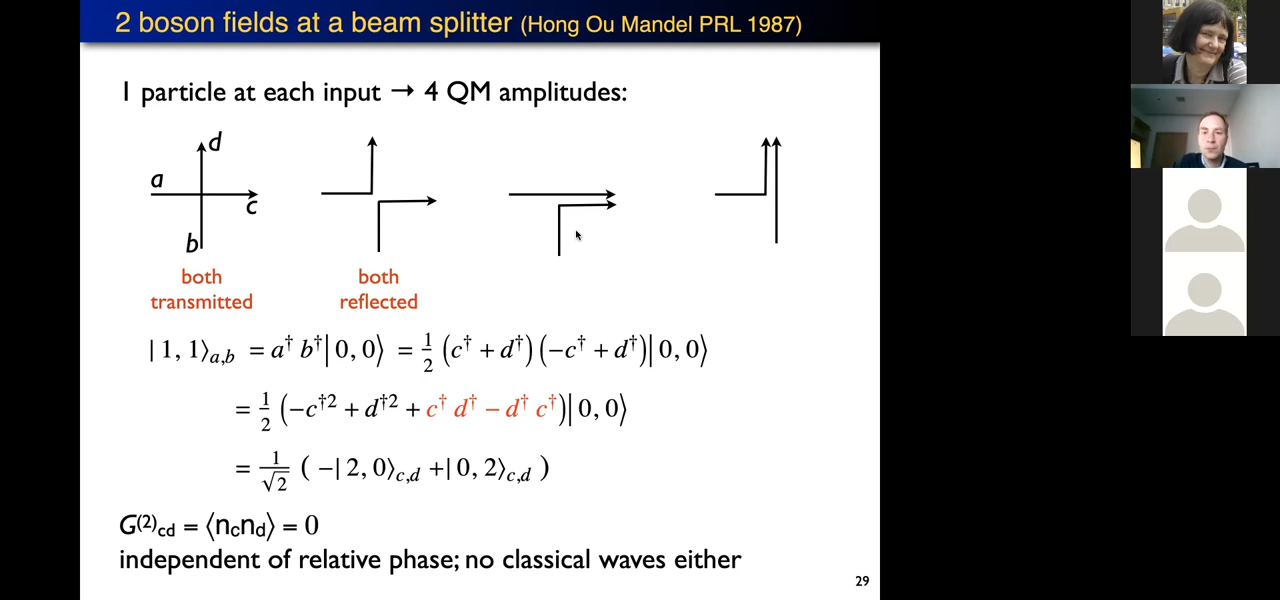 2 boson fields at a beam splitter (Hong Ou Mandel PRL 1987)
1 particle at each input → 4 QM amplitudes:
d
a
c
b
both transmitted
both reflected
|1, 1⟩a,b = a† b†|0, 0⟩ = 1/2 (c† + d†)(−c† + d†)|0, 0⟩
= 1/2 (−c†2 + d†2 + c† d† − d† c†)|0, 0⟩
= 1/√2 ( −|2, 0⟩c,d +|0, 2⟩c,d )
G(2)cd = ⟨ncnd⟩ = 0
independent of relative phase; no classical waves either
29